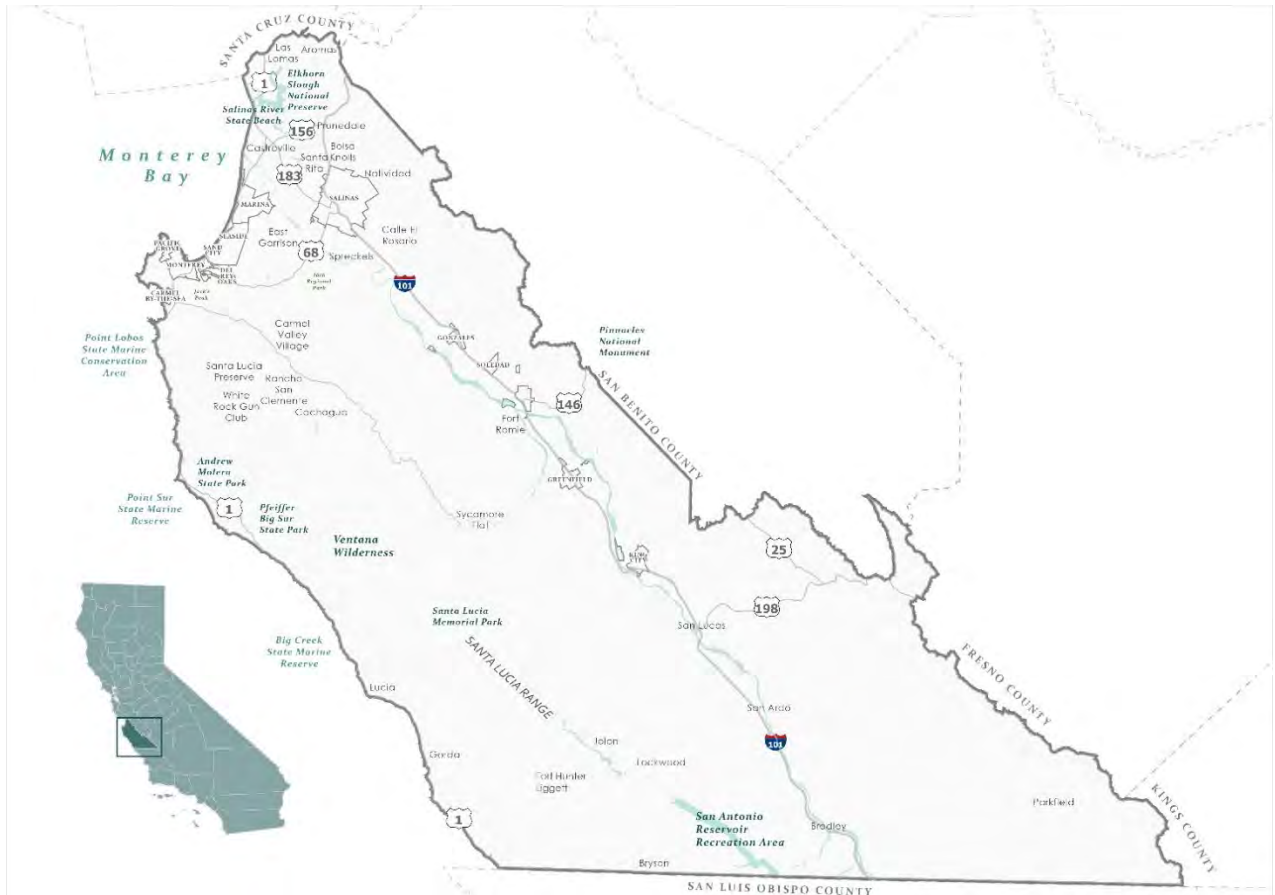 SANTA CRUZ COUNTY
Las
Lomas
Aromas
1
Elkhorn
Slough
National
Preserve
Salinas River
State Beach
156
Prunedale
Monterey
Bay
Castroville
Bolsa
Knolls
Santa
Rita
183
Natividad
SALINAS
MARINA
SEASIDE
East
Garrison
Calle El
Rosario
68
Spreckels
PACIFIC
GROVE
SAND
CITY
MONTEREY
DEL
REY
OAKS
Regional
Park
CARMEL
BY-THE-SEA
Jack's
Peak
101
Point Lobos
State Marine
Conservation
Area
Carmel
Valley
Village
GONZALES
Pinnacles
National
Monument
SOLEDAD
Santa Lucia
Preserve
Rancho
San
Clemente
White
Rock Gun
Club
Cachagua
146
SAN BENITO COUNTY
Fort
Romie
GREENFIELD
Andrew
Molera
State Park
Point Sur
State Marine
Reserve
1
Pfeiffer
Big Sur
State Park
Sycamore
Flat
Ventana
Wilderness
KING
CITY
25
198
Santa Lucia
Memorial Park
San Lucas
Big Creek
State Marine
Reserve
SANTA LUCIA RANGE
FRESNO COUNTY
Lucia
San Ardo
101
Gorda
Jolon
Lockwood
Fort Hunter
Liggett
KINGS COUNTY
Parkfield
1
San Antonio
Reservoir
Recreation Area
Bradley
Bryson
SAN LUIS OBISPO COUNTY